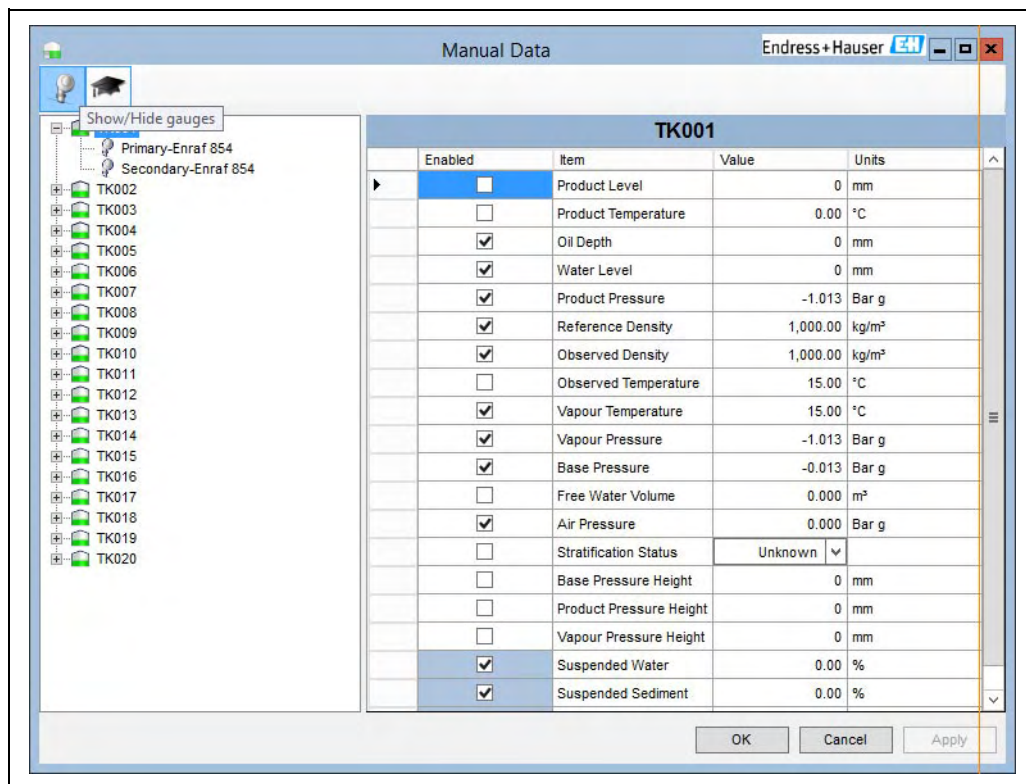 Manual Data
Endress+Hauser EH
Show/Hide gauges
Primary-Enraf 854
Secondary-Enraf 854
TK002
TK003
TK004
TK005
TK006
TK007
TK008
TK009
TK010
TK011
TK012
TK013
TK014
TK015
TK016
TK017
TK018
TK019
TK020
TK001
Enabled Item Value Units
Product Level 0 mm
Product Temperature 0.00 °C
Oil Depth 0 mm
Water Level 0 mm
Product Pressure -1.013 Bar g
Reference Density 1,000.00 kg/m³
Observed Density 1,000.00 kg/m³
Observed Temperature 15.00 °C
Vapour Temperature 15.00 °C
Vapour Pressure -1.013 Bar g
Base Pressure -0.013 Bar g
Free Water Volume 0.000 m³
Air Pressure 0.000 Bar g
Stratification Status Unknown
Base Pressure Height 0 mm
Product Pressure Height 0 mm
Vapour Pressure Height 0 mm
Suspended Water 0.00 %
Suspended Sediment 0.00 %
OK Cancel Apply